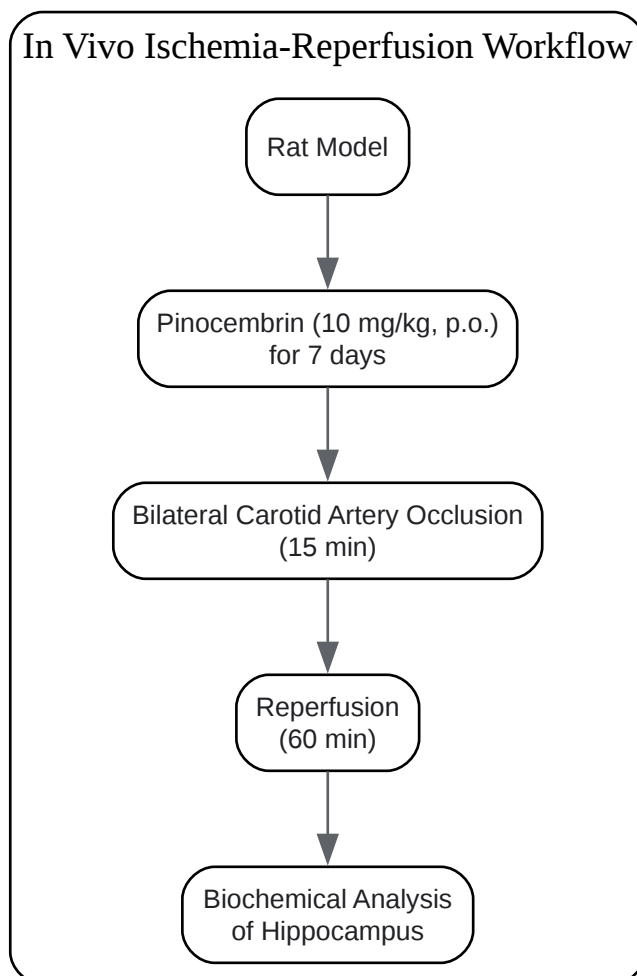 In Vivo Ischemia-Reperfusion Workflow
Rat Model
Pinocembrin (10 mg/kg, p.o.)
for 7 days
Bilateral Carotid Artery Occlusion
(15 min)
Reperfusion
(60 min)
Biochemical Analysis
of Hippocampus